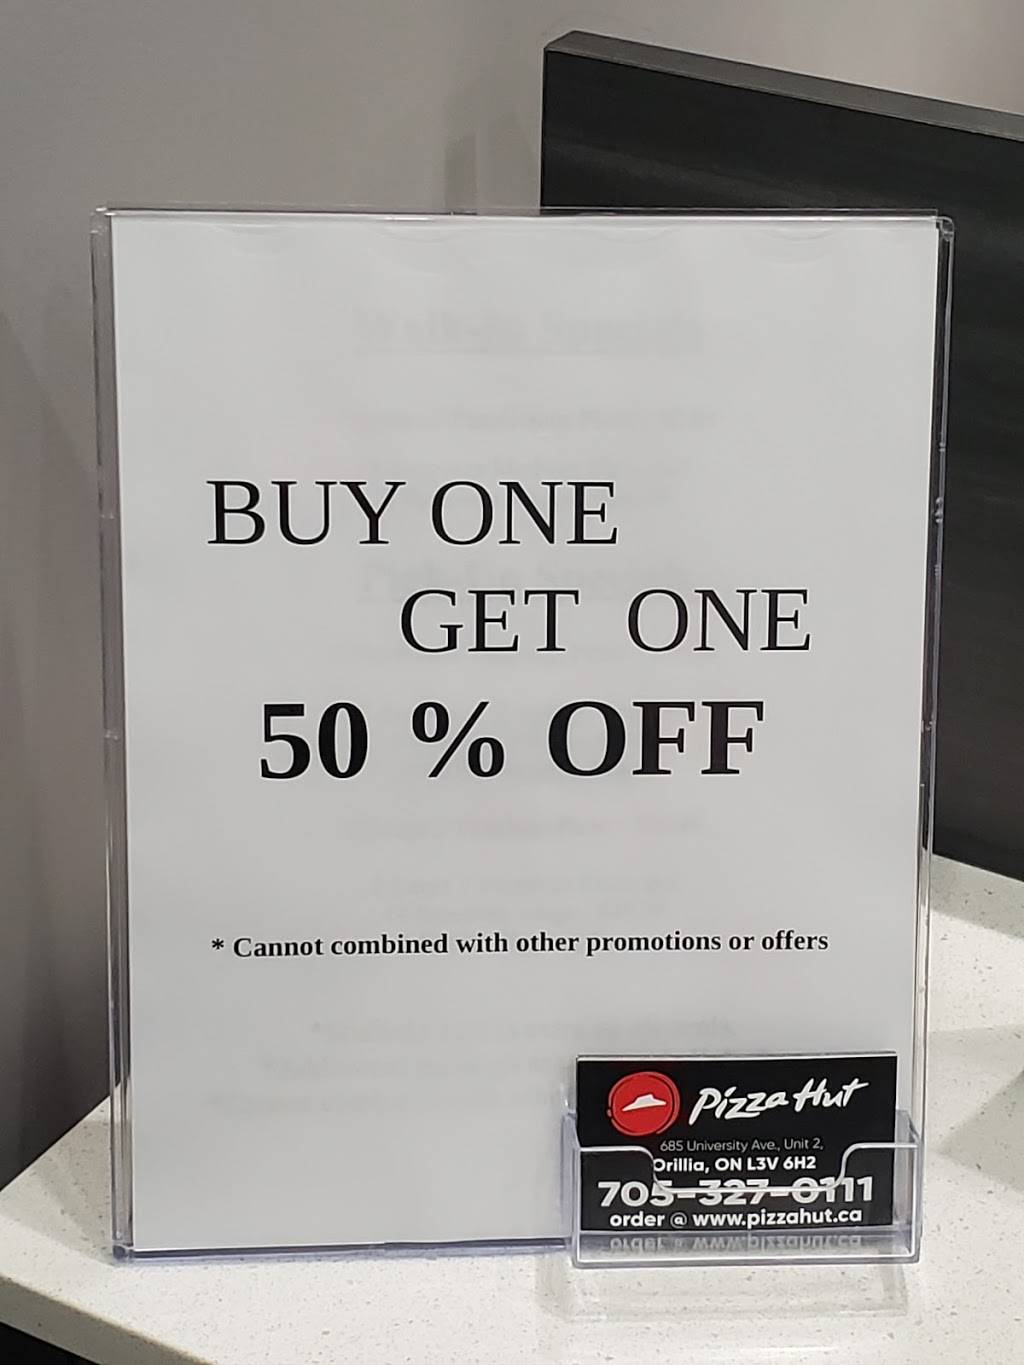 BUY ONE
GET ONE
50 % OFF
* Cannot combined with other promotions or offers
Pizza Hut
685 University Ave., Unit 2,
Orillia, ON L3V 6H2
705-327-0111
order @ www.pizzahut.ca